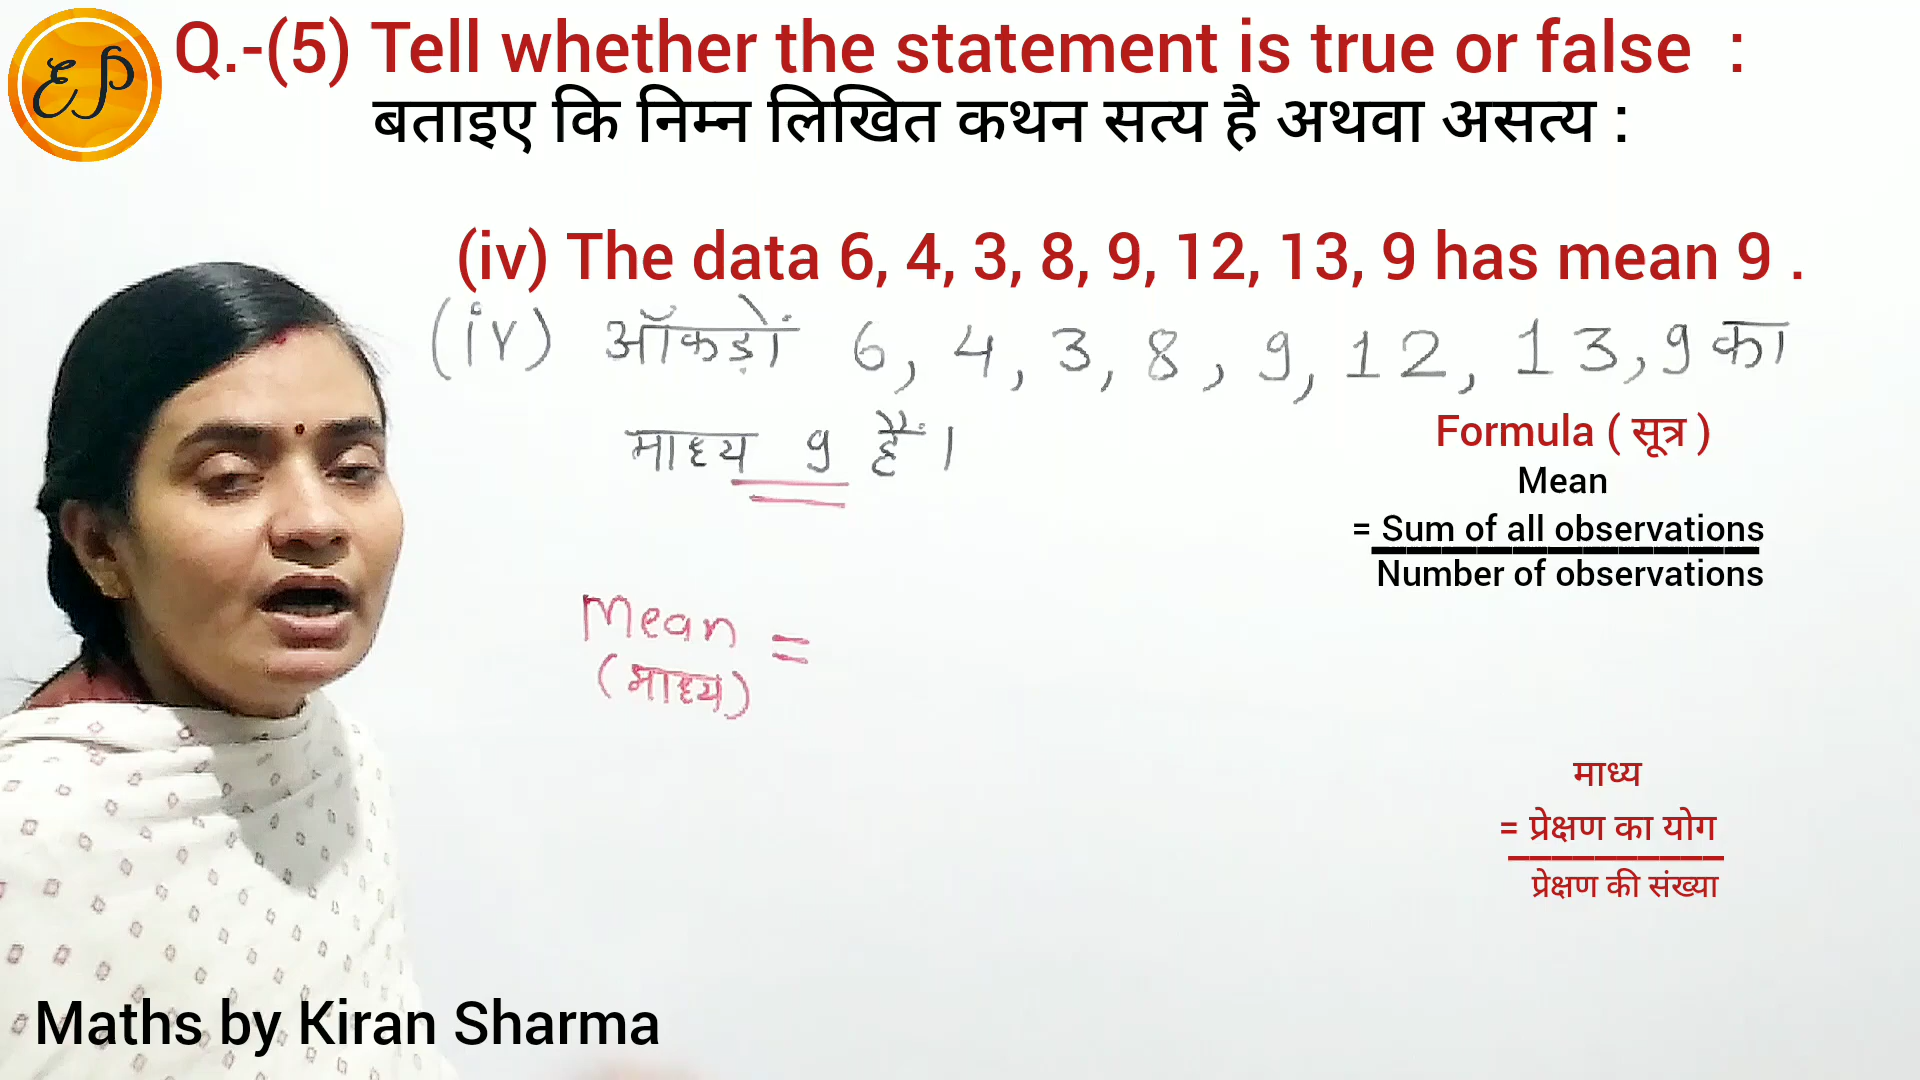 EP
Q.-(5) Tell whether the statement is true or false :
बताइए कि निम्न लिखित कथन सत्य है अथवा असत्य :
(iv) The data 6, 4, 3, 8, 9, 12, 13, 9 has mean 9 .
(iv) आँकड़ों 6, 4, 3, 8, 9, 12, 13, 9 का
माध्य 9 हैं।
Formula ( सूत्र )
Mean
= Sum of all observations
Number of observations
Mean =
(माध्य)
माध्य
= प्रेक्षण का योग
प्रेक्षण की संख्या
Maths by Kiran Sharma